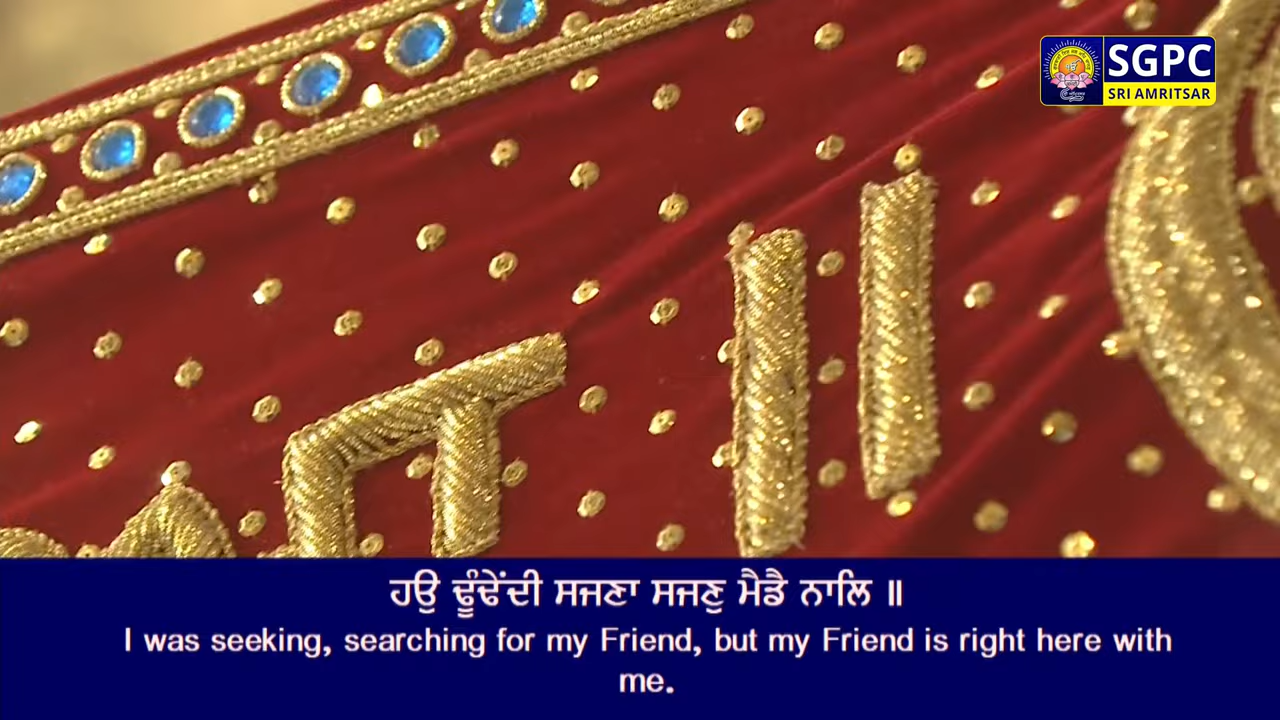 SGPC
SRI AMRITSAR
॥
ਹਉ ਢੂੰਢੇਂਦੀ ਸਜਣਾ ਸਜਣੁ ਮੈਡੈ ਨਾਲਿ ॥
I was seeking, searching for my Friend, but my Friend is right here with
me.